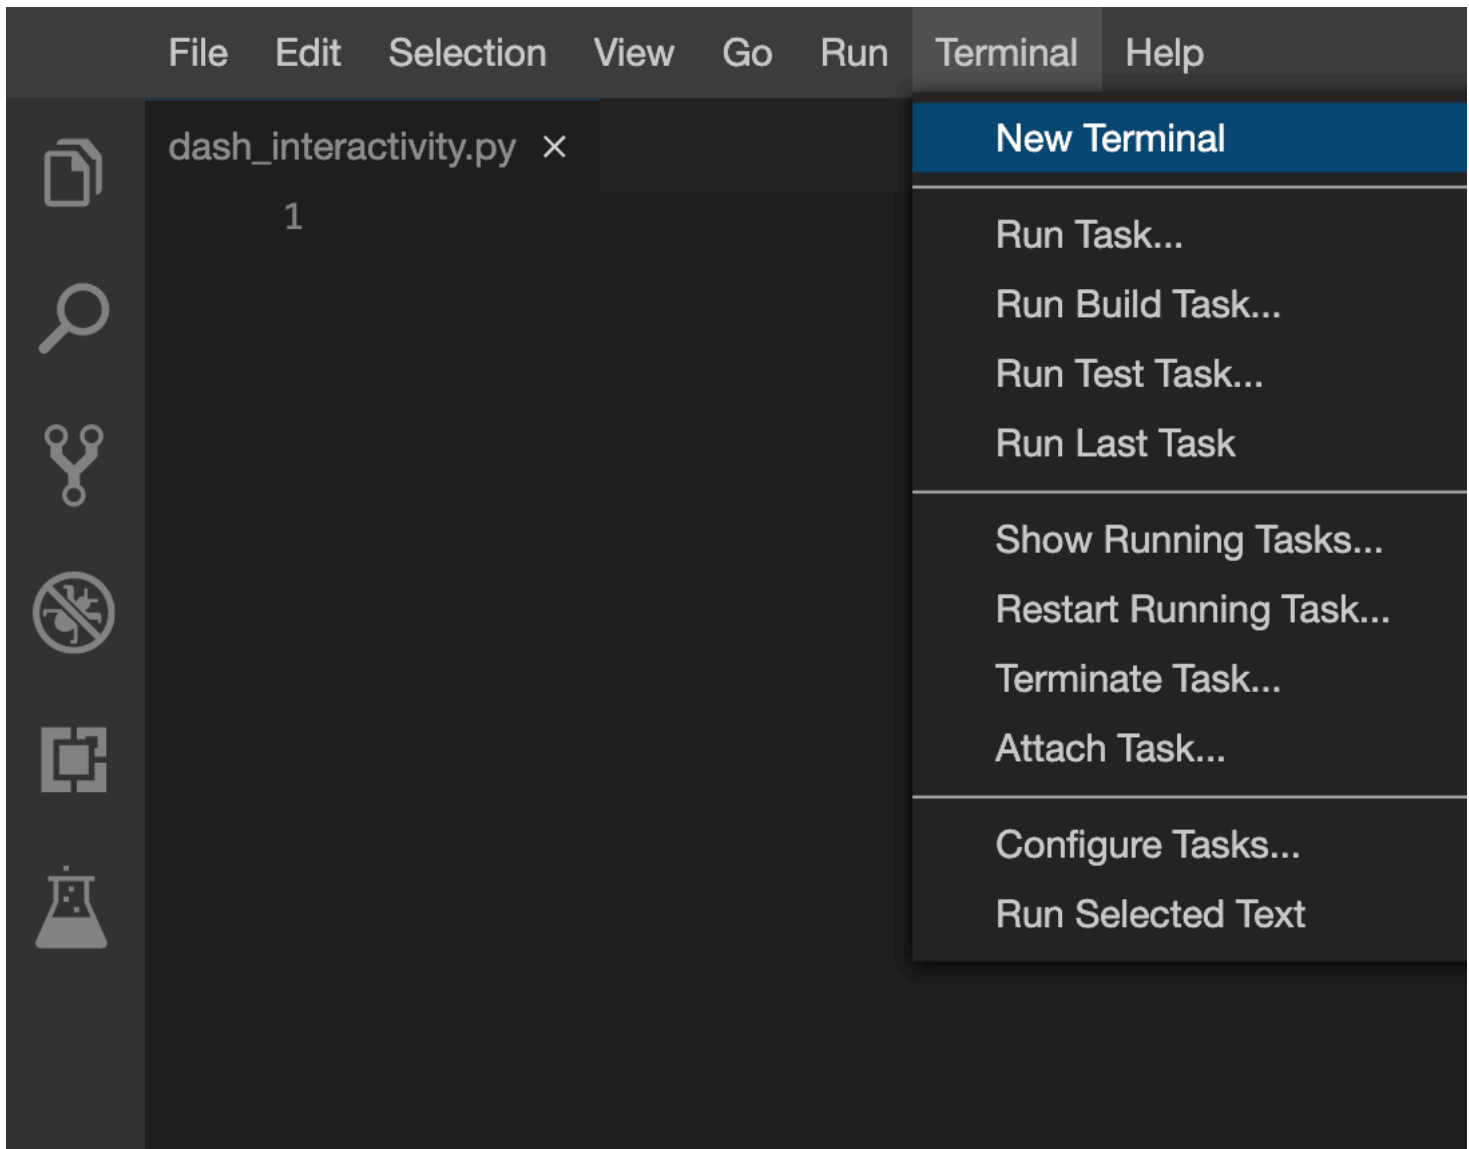 File Edit Selection View Go Run Terminal Help
dash_interactivity.py ×
1
New Terminal
Run Task...
Run Build Task...
Run Test Task...
Run Last Task
Show Running Tasks...
Restart Running Task...
Terminate Task...
Attach Task...
Configure Tasks...
Run Selected Text